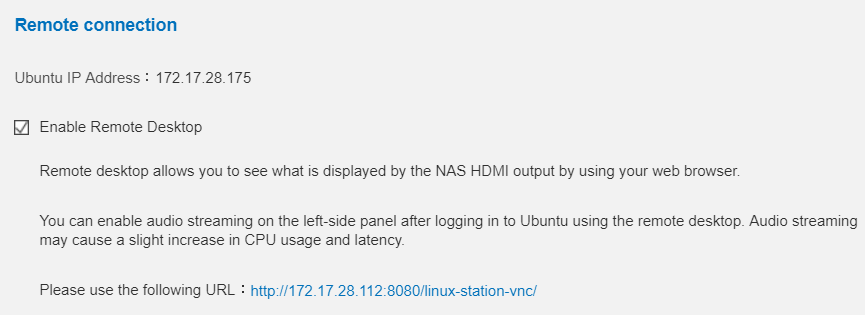 Remote connection
Ubuntu IP Address：172.17.28.175
Enable Remote Desktop
Remote desktop allows you to see what is displayed by the NAS HDMI output by using your web browser.
You can enable audio streaming on the left-side panel after logging in to Ubuntu using the remote desktop. Audio streaming
may cause a slight increase in CPU usage and latency.
Please use the following URL：http://172.17.28.112:8080/linux-station-vnc/